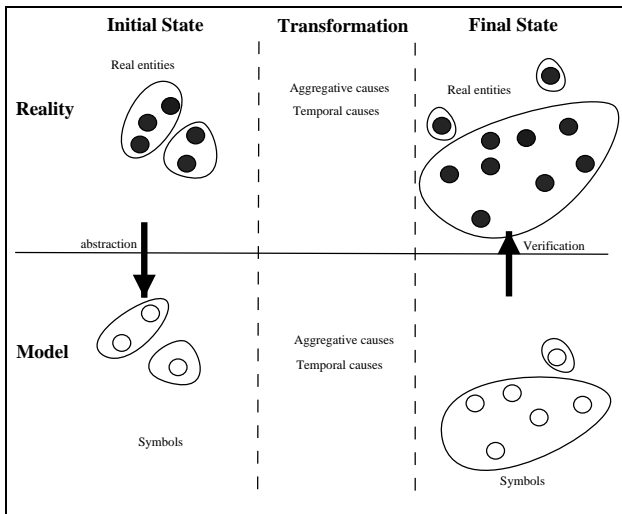 Initial State
Transformation
Final State
Real entities
Aggregative causes
Real entities
Reality
Temporal causes
abstraction
Verification
Aggregative causes
Model
Temporal causes
Symbols
Symbols